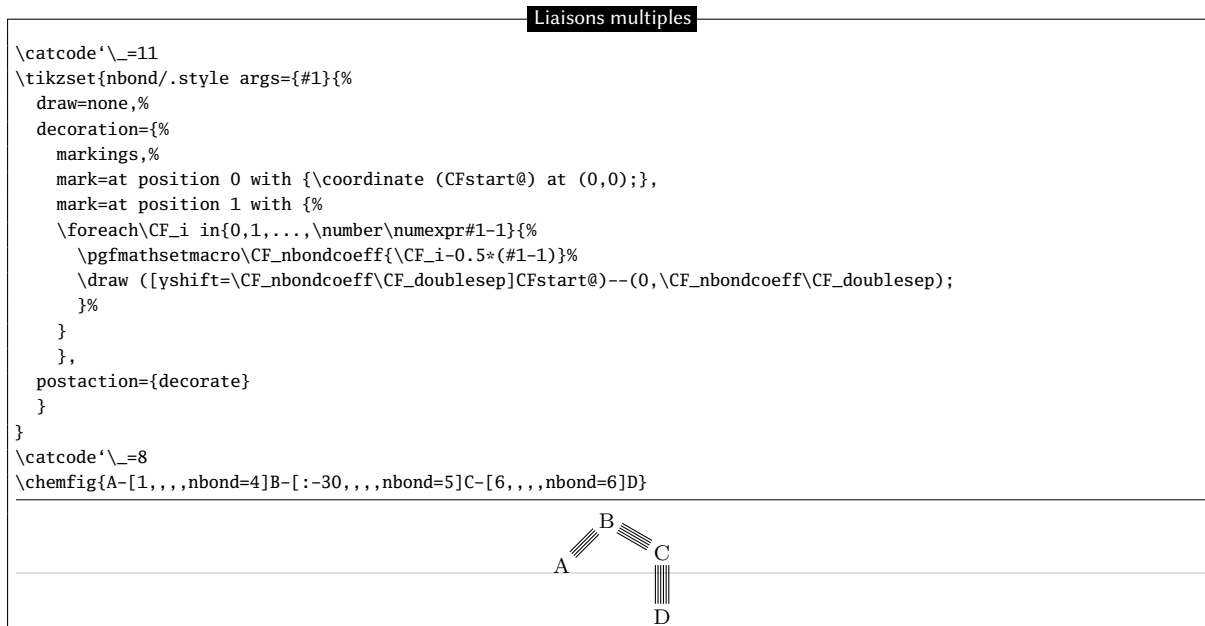 Liaisons multiples
\catcode‘\_=11
\tikzset{nbond/.style args={#1}{%
  draw=none,%
  decoration={%
    markings,%
    mark=at position 0 with {\coordinate (CFstart@) at (0,0);},
    mark=at position 1 with {%
    \foreach\CF_i in{0,1,...,\number\numexpr#1-1}{%
      \pgfmathsetmacro\CF_nbondcoeff{\CF_i-0.5*(#1-1)}%
      \draw ([yshift=\CF_nbondcoeff\CF_doublesep]CFstart@)--(0,\CF_nbondcoeff\CF_doublesep);
      }%
    }
    },
  postaction={decorate}
  }
}
\catcode‘\_=8
\chemfig{A-[1,,,,nbond=4]B-[:-30,,,,nbond=5]C-[6,,,,nbond=6]D}
B
C
A
D